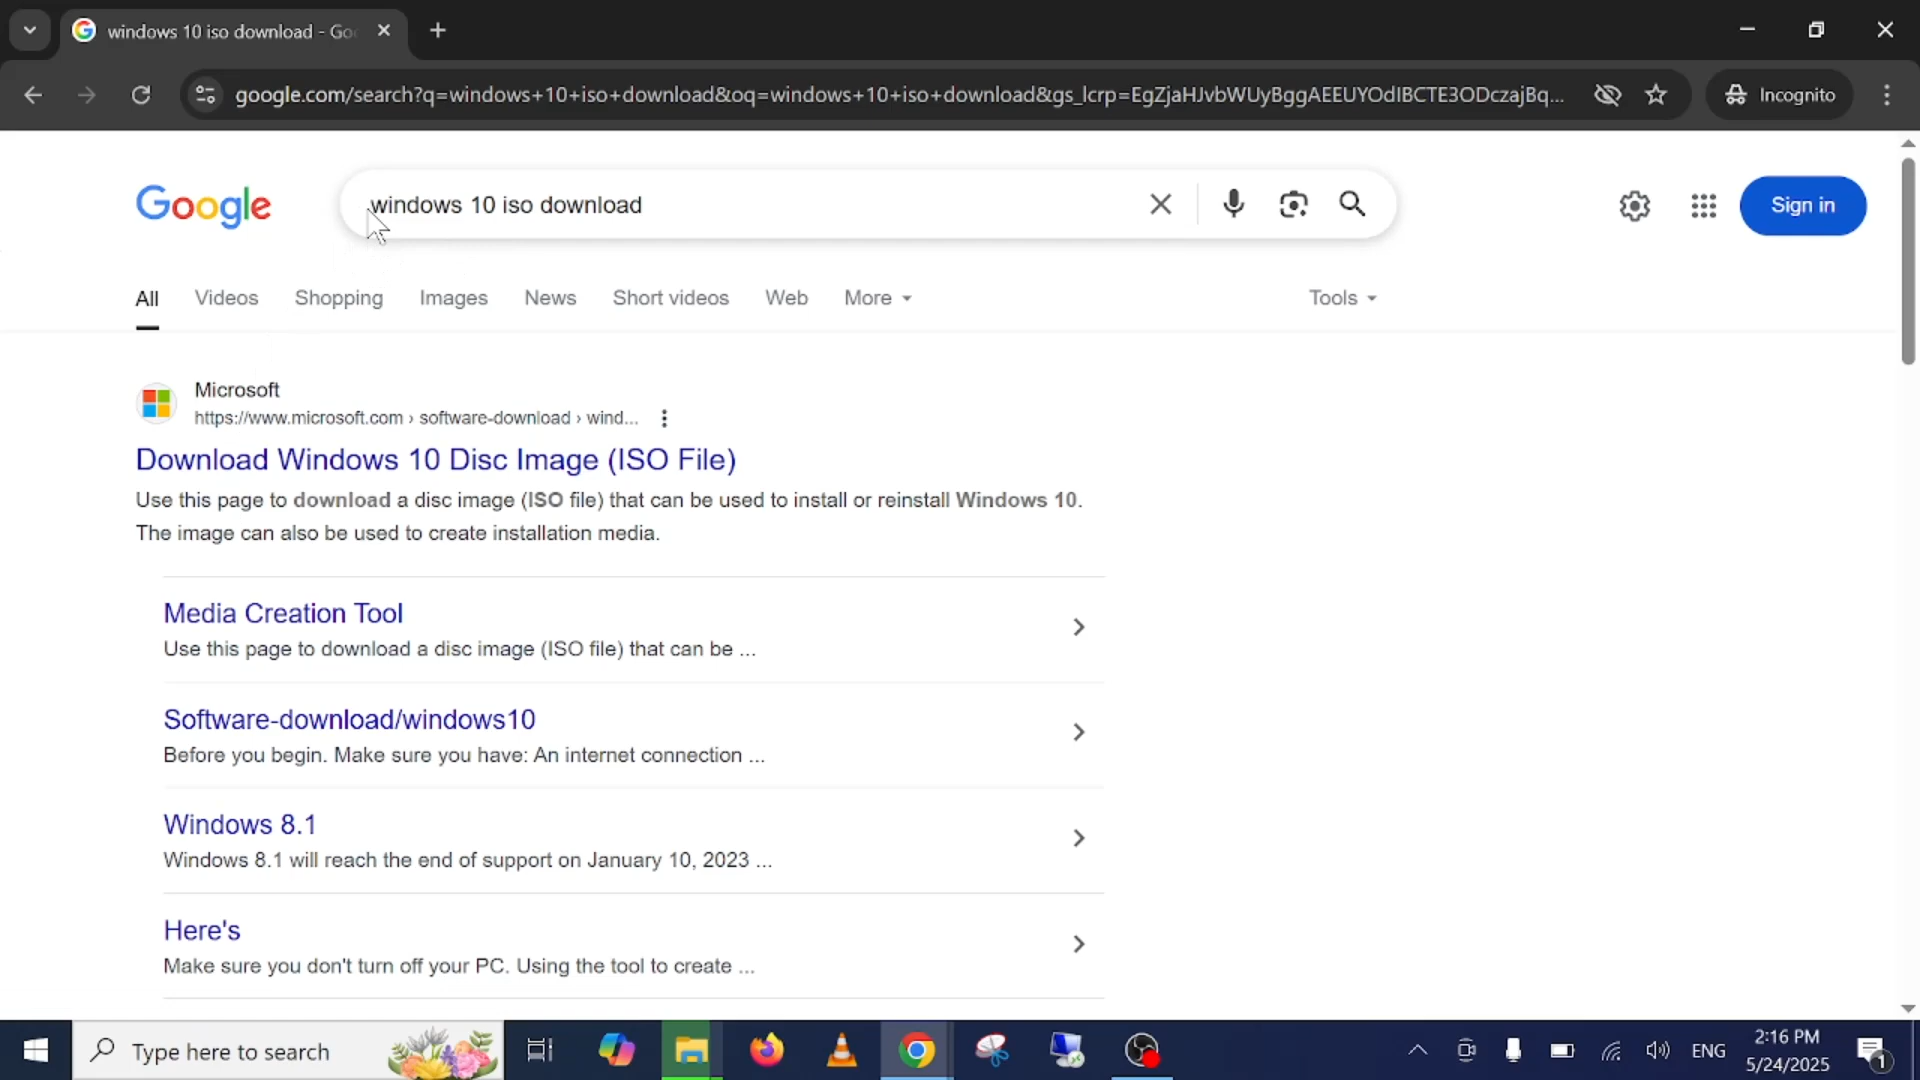 windows 10 iso download - Goo
google.com/search?q=windows+10+iso+download&oq=windows+10+iso+download&gs_lcrp=EgZjaHJvbWUyBggAEEUYOdIBCTE3ODczajBq...
Incognito
Google
windows 10 iso download
Sign in
All
Videos
Shopping
Images
News
Short videos
Web
More
Tools
Microsoft
https://www.microsoft.com › software-download › wind...
Download Windows 10 Disc Image (ISO File)
Use this page to download a disc image (ISO file) that can be used to install or reinstall Windows 10.
The image can also be used to create installation media.
Media Creation Tool
Use this page to download a disc image (ISO file) that can be ...
Software-download/windows10
Before you begin. Make sure you have: An internet connection ...
Windows 8.1
Windows 8.1 will reach the end of support on January 10, 2023 ...
Here's
Make sure you don't turn off your PC. Using the tool to create ...
Type here to search
ENG
2:16 PM
5/24/2025
1